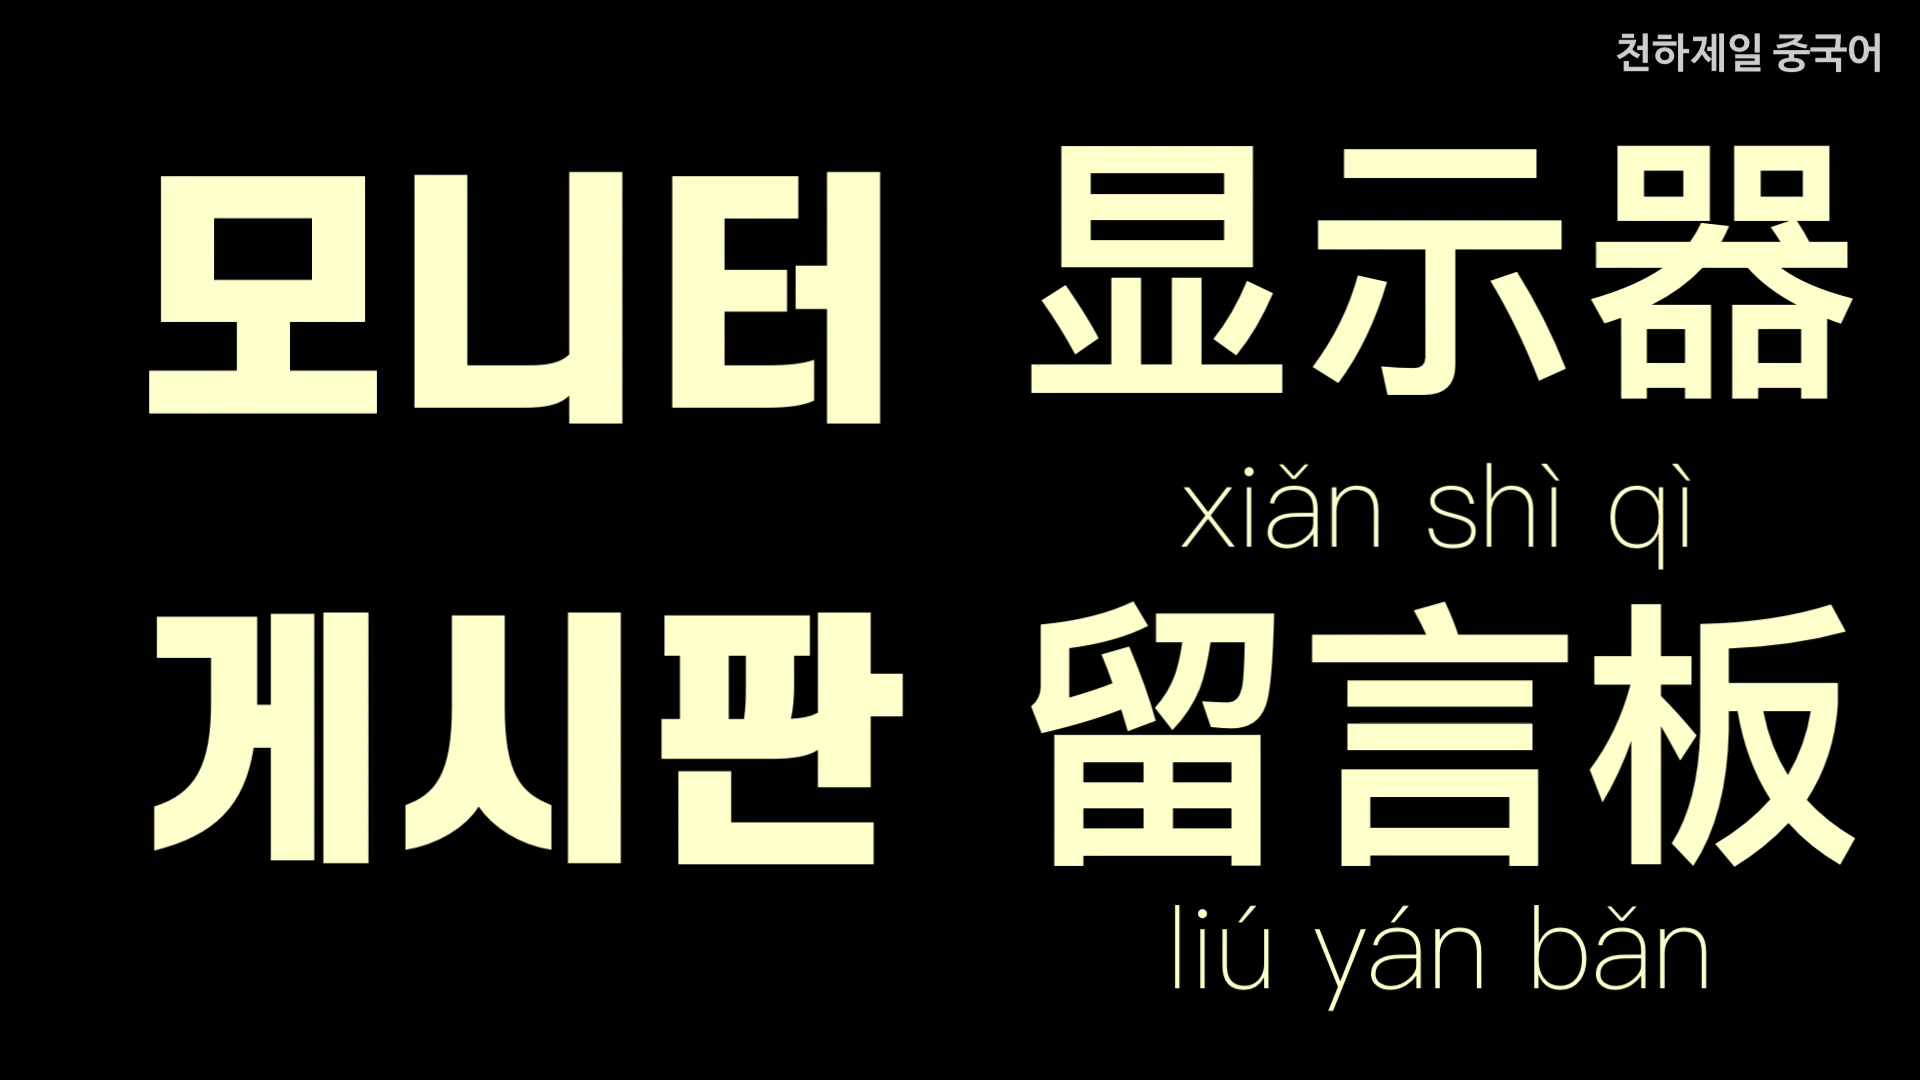 천하제일 중국어
모니터 显示器
xiǎn shì qì
게시판 留言板
liú yán bǎn